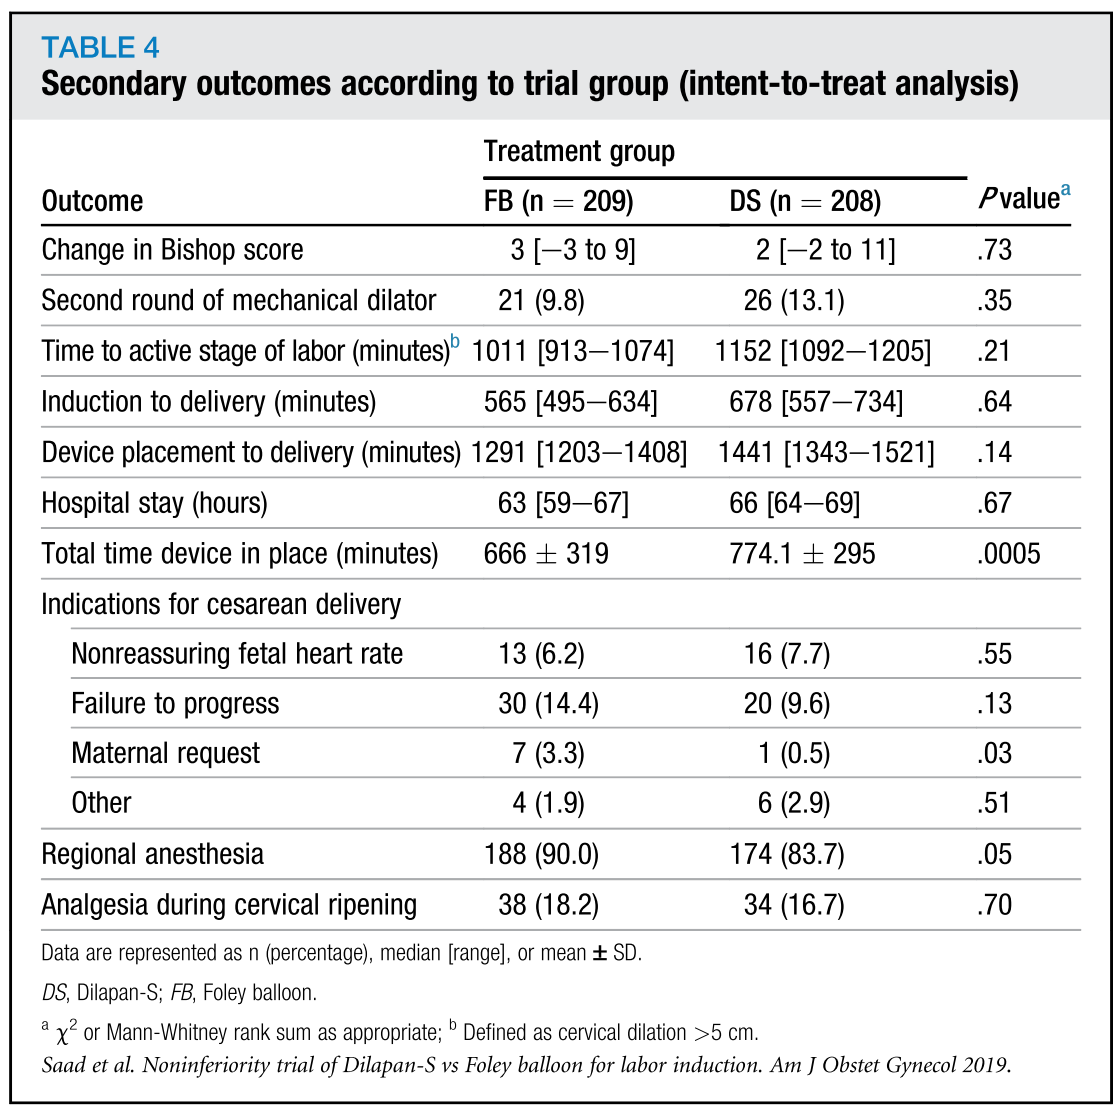 TABLE 4
Secondary outcomes according to trial group (intent-to-treat analysis)
Treatment group
Outcome FB (n = 209) DS (n = 208) P value a
Change in Bishop score 3 [−3 to 9] 2 [−2 to 11] .73
Second round of mechanical dilator 21 (9.8) 26 (13.1) .35
Time to active stage of labor (minutes) b 1011 [913−1074] 1152 [1092−1205] .21
Induction to delivery (minutes) 565 [495−634] 678 [557−734] .64
Device placement to delivery (minutes) 1291 [1203−1408] 1441 [1343−1521] .14
Hospital stay (hours) 63 [59−67] 66 [64−69] .67
Total time device in place (minutes) 666 ± 319 774.1 ± 295 .0005
Indications for cesarean delivery
Nonreassuring fetal heart rate 13 (6.2) 16 (7.7) .55
Failure to progress 30 (14.4) 20 (9.6) .13
Maternal request 7 (3.3) 1 (0.5) .03
Other 4 (1.9) 6 (2.9) .51
Regional anesthesia 188 (90.0) 174 (83.7) .05
Analgesia during cervical ripening 38 (18.2) 34 (16.7) .70
Data are represented as n (percentage), median [range], or mean ± SD.
DS, Dilapan-S; FB, Foley balloon.
a χ2 or Mann-Whitney rank sum as appropriate; b Defined as cervical dilation >5 cm.
Saad et al. Noninferiority trial of Dilapan-S vs Foley balloon for labor induction. Am J Obstet Gynecol 2019.